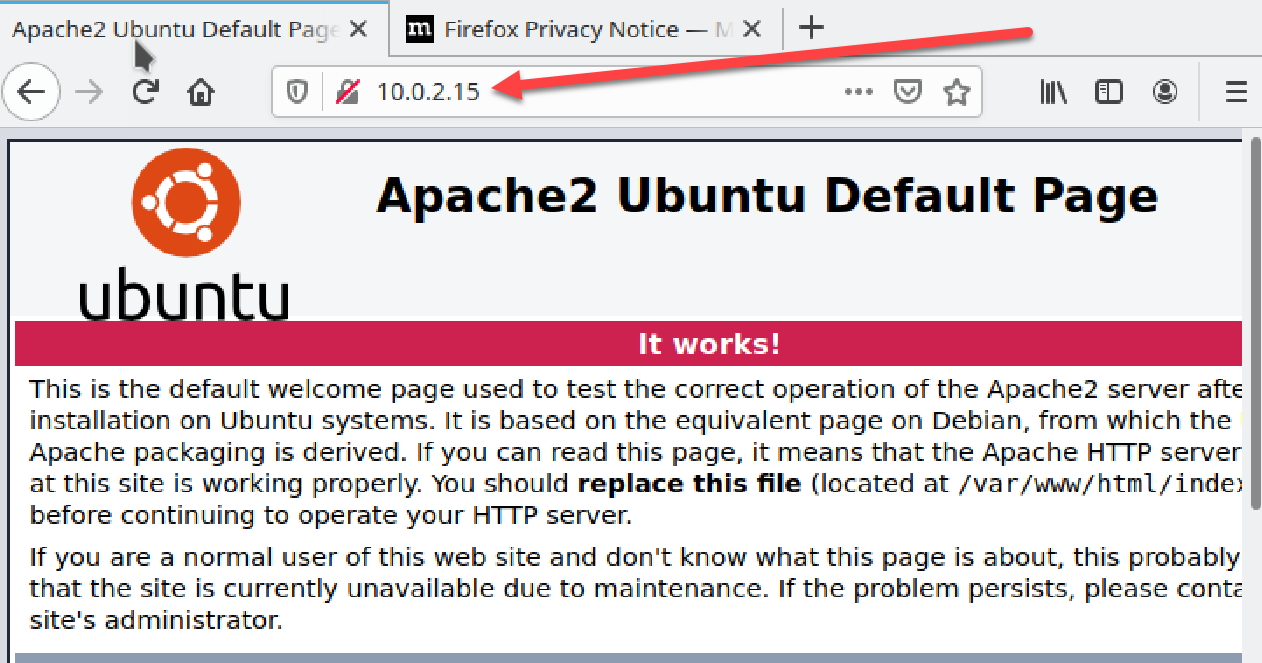 Apache2 Ubuntu Default Page
m Firefox Privacy Notice — M
10.0.2.15
ubuntu
Apache2 Ubuntu Default Page
It works!
This is the default welcome page used to test the correct operation of the Apache2 server afte
installation on Ubuntu systems. It is based on the equivalent page on Debian, from which the
Apache packaging is derived. If you can read this page, it means that the Apache HTTP server
at this site is working properly. You should replace this file (located at /var/www/html/index
before continuing to operate your HTTP server.
If you are a normal user of this web site and don't know what this page is about, this probably
that the site is currently unavailable due to maintenance. If the problem persists, please conta
site's administrator.